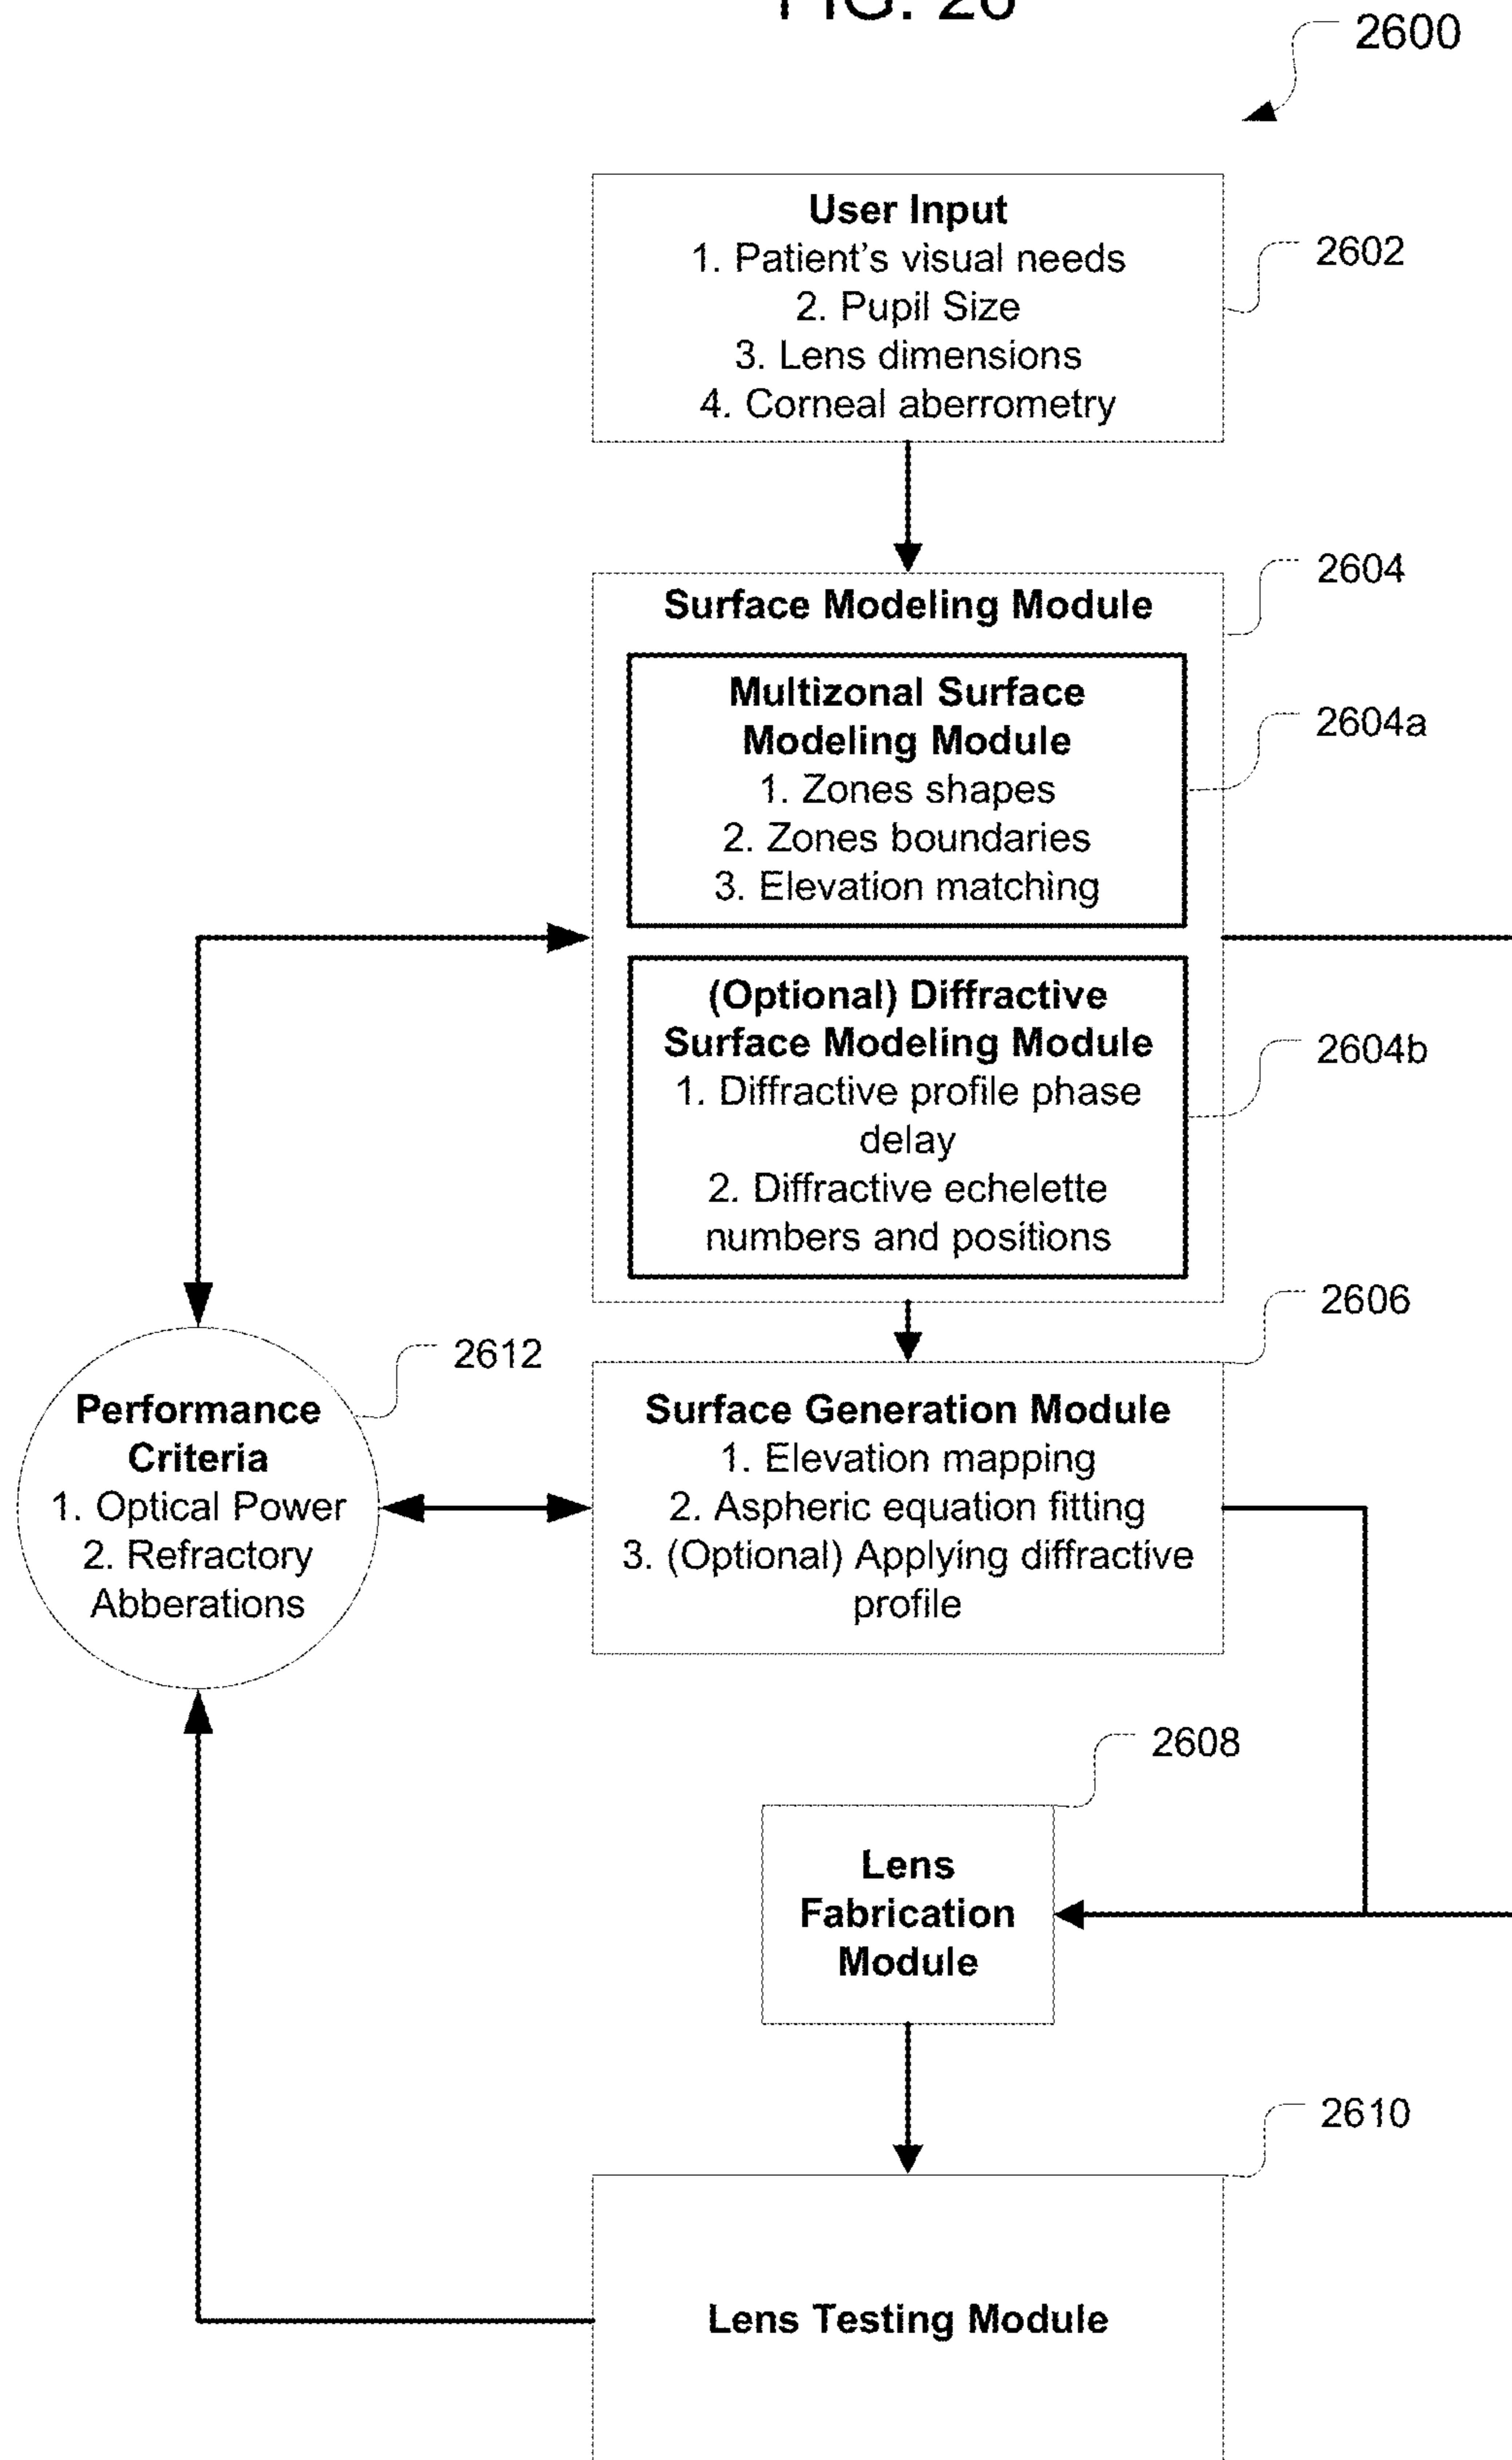 FIG. 26
2600
User Input
1. Patient's visual needs
2. Pupil Size
3. Lens dimensions
4. Corneal aberrometry
2602
2604
Surface Modeling Module
Multizonal Surface
Modeling Module
1. Zones shapes
2. Zones boundaries
3. Elevation matching
2604a
(Optional) Diffractive
Surface Modeling Module
1. Diffractive profile phase
delay
2. Diffractive echelette
numbers and positions
2604b
2606
2612
Performance
Criteria
1. Optical Power
2. Refractory
Abberations
Surface Generation Module
1. Elevation mapping
2. Aspheric equation fitting
3. (Optional) Applying diffractive
profile
2608
Lens
Fabrication
Module
2610
Lens Testing Module